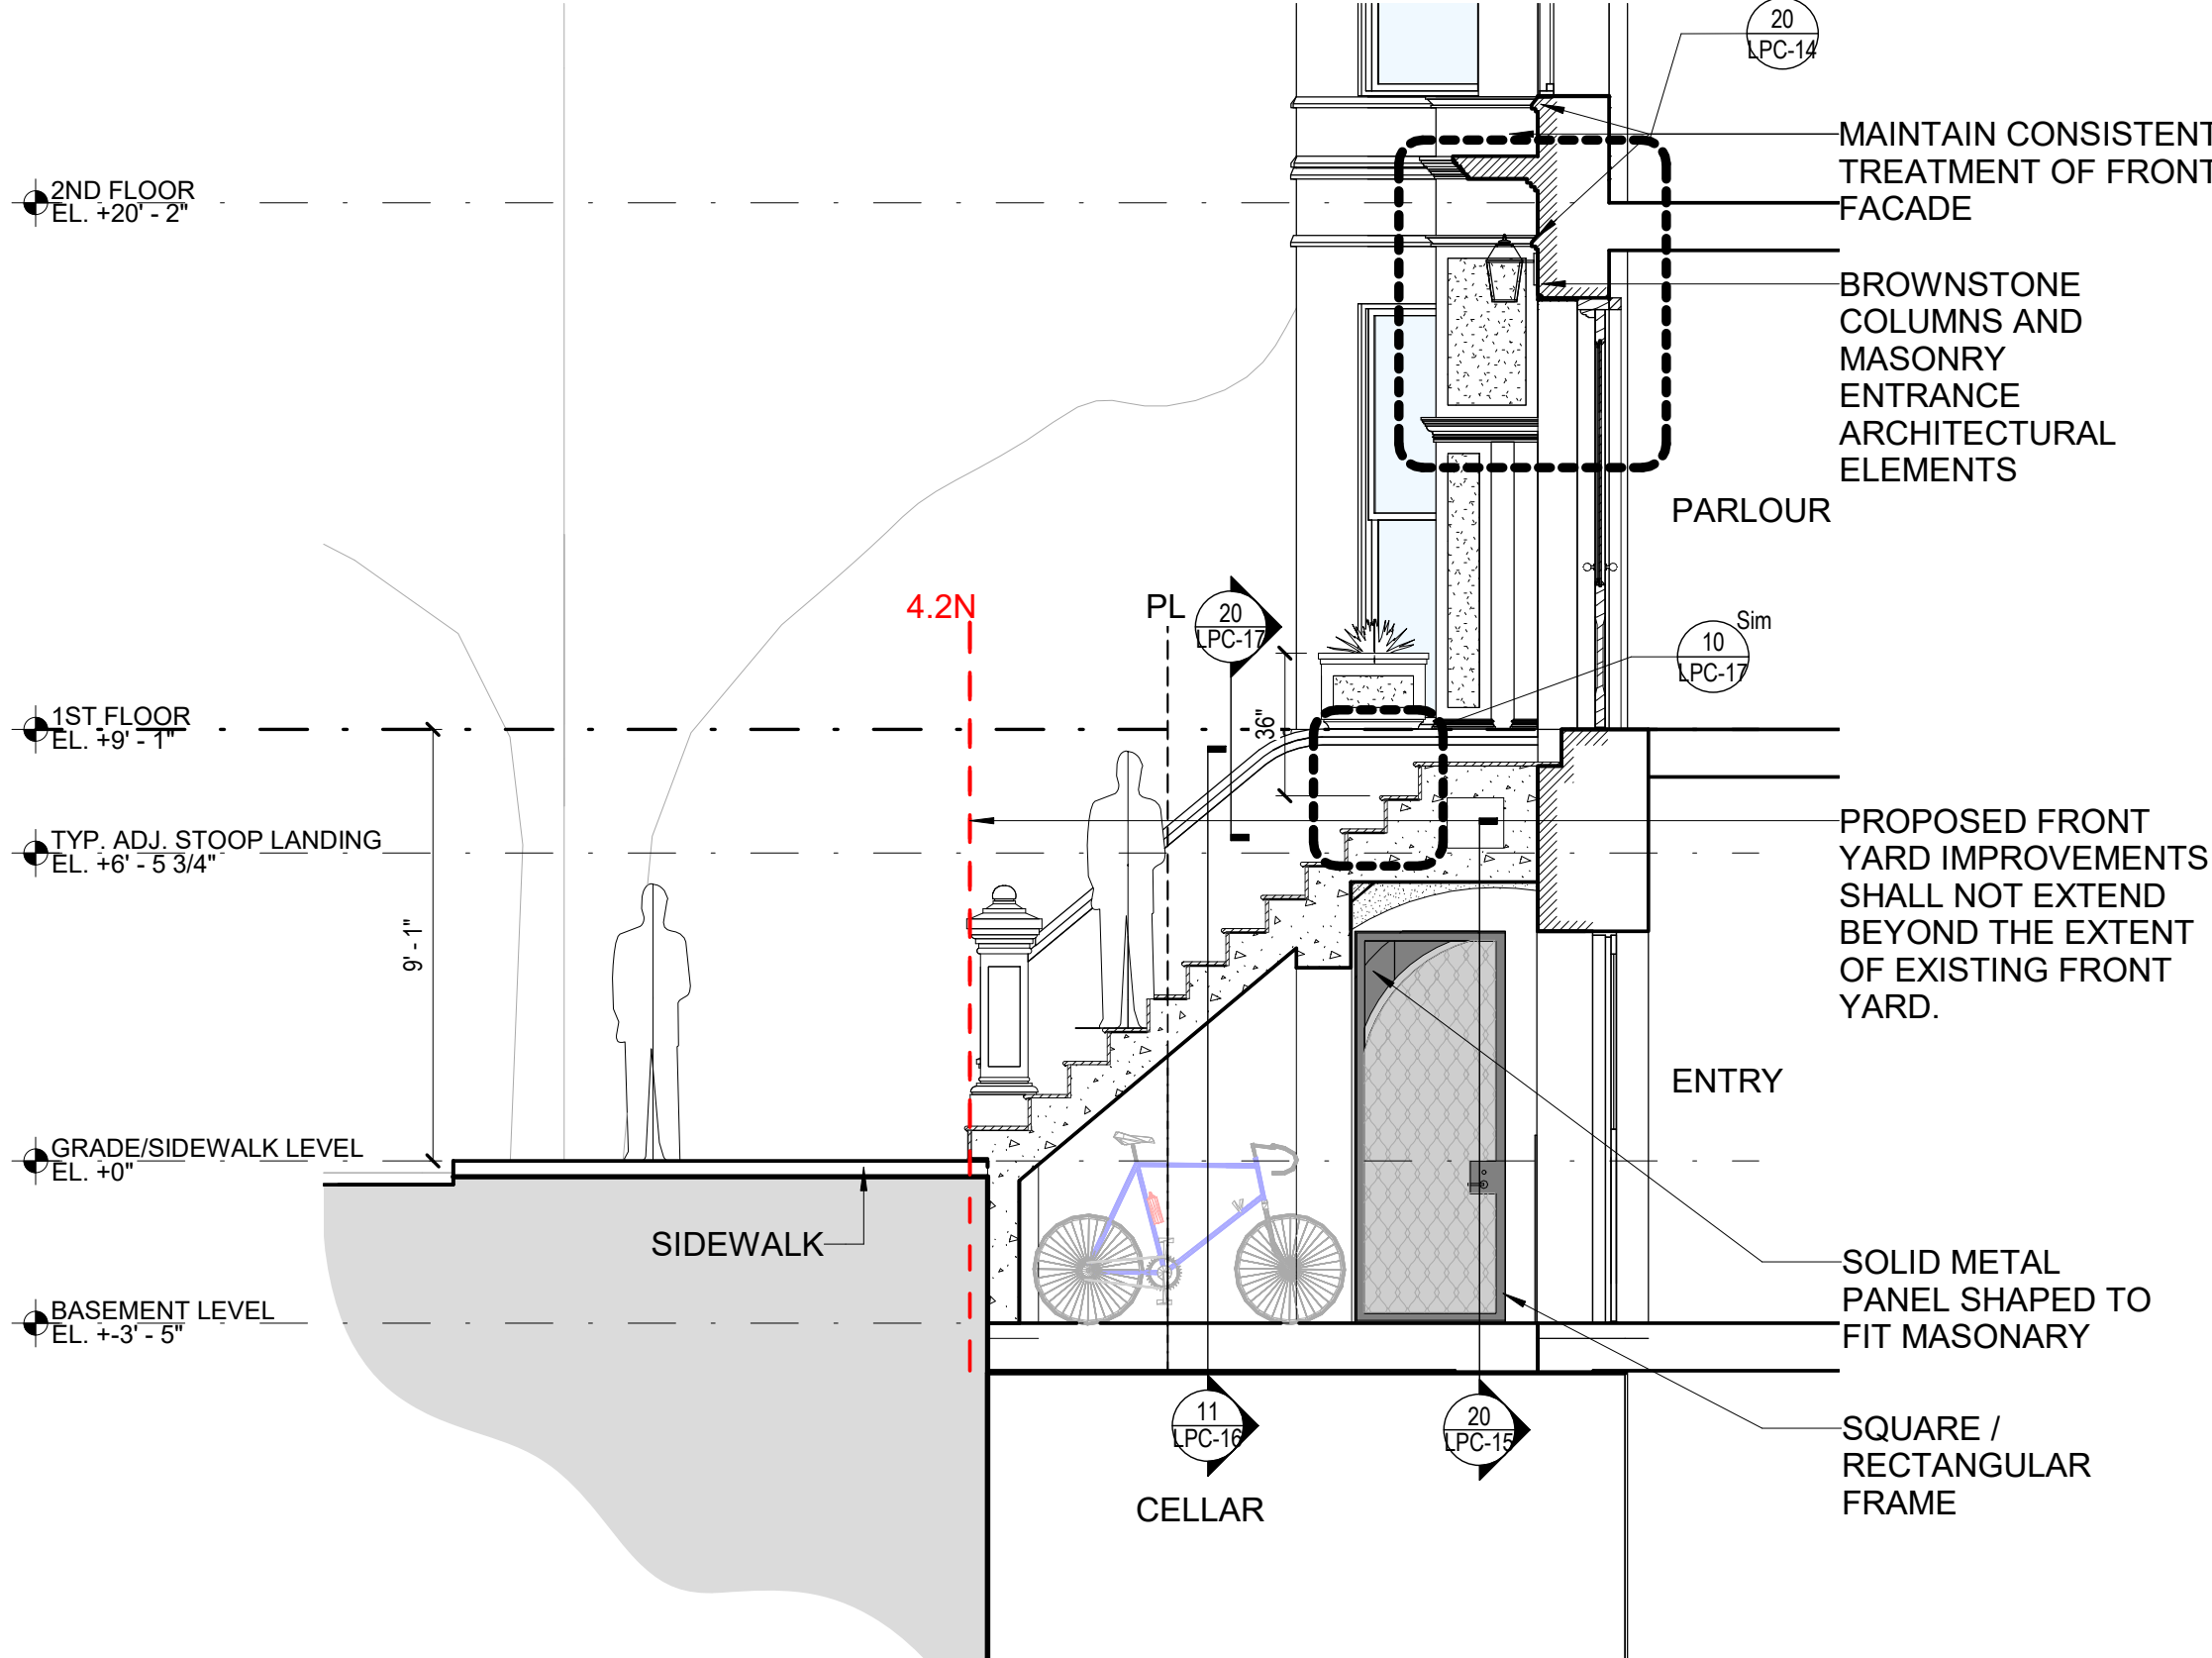 20
LPC-14
MAINTAIN CONSISTENT
TREATMENT OF FRONT
FACADE
2ND FLOOR
EL. +20' - 2"
BROWNSTONE
COLUMNS AND
MASONRY
ENTRANCE
ARCHITECTURAL
ELEMENTS
PARLOUR
4.2N
PL
20
LPC-17
Sim
10
LPC-17
36"
1ST FLOOR
EL. +9' - 1"
TYP. ADJ. STOOP LANDING
EL. +6' - 5 3/4"
9' - 1"
PROPOSED FRONT
YARD IMPROVEMENTS
SHALL NOT EXTEND
BEYOND THE EXTENT
OF EXISTING FRONT
YARD.
ENTRY
GRADE/SIDEWALK LEVEL
EL. +0"
SIDEWALK
BASEMENT LEVEL
EL. +-3' - 5"
SOLID METAL
PANEL SHAPED TO
FIT MASONARY
11
LPC-16
20
LPC-15
SQUARE /
RECTANGULAR
FRAME
CELLAR